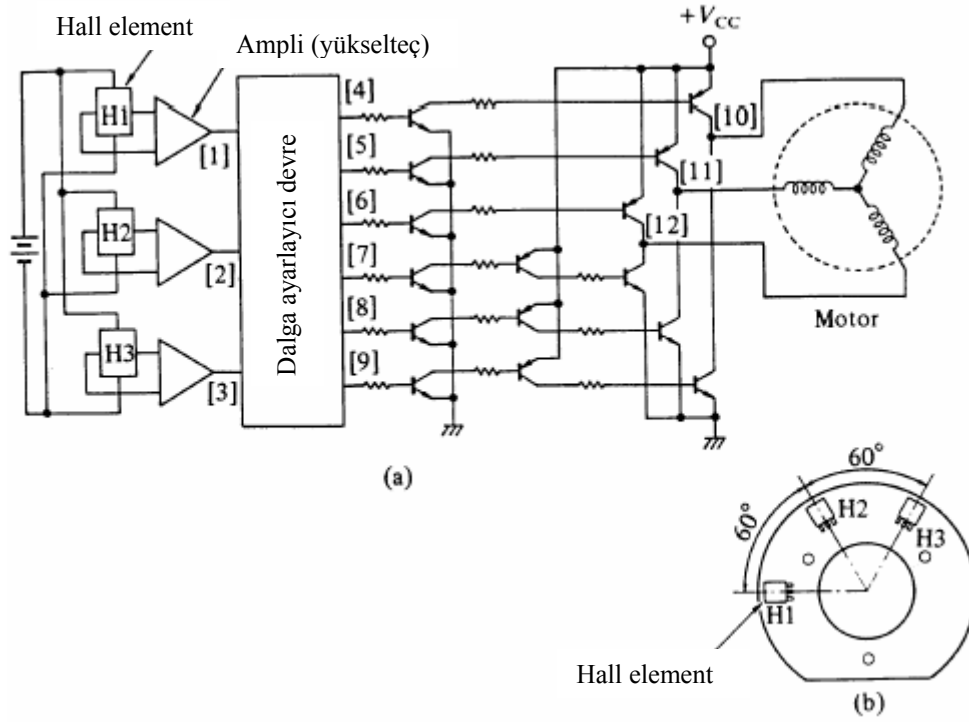 Hall element
Ampli (yükselteç)
+V_CC
H1
[1]
H2
[2]
H3
[3]
Dalga ayarlayıcı devre
[4]
[5]
[6]
[7]
[8]
[9]
[10]
[11]
[12]
Motor
(a)
60°
60°
H2
H3
H1
Hall element
(b)